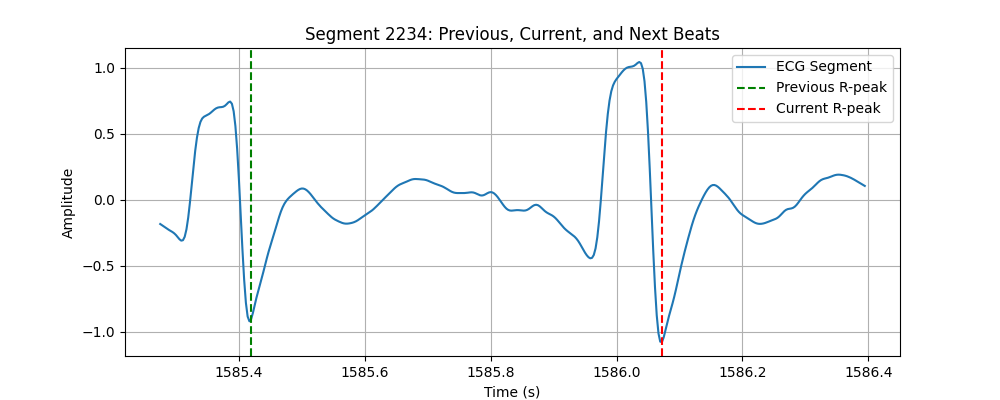 Segment 2234: Previous, Current, and Next Beats
ECG Segment
Previous R-peak
Current R-peak
Amplitude
1.0
0.5
0.0
−0.5
−1.0
1585.4 1585.6 1585.8 1586.0 1586.2 1586.4
Time (s)